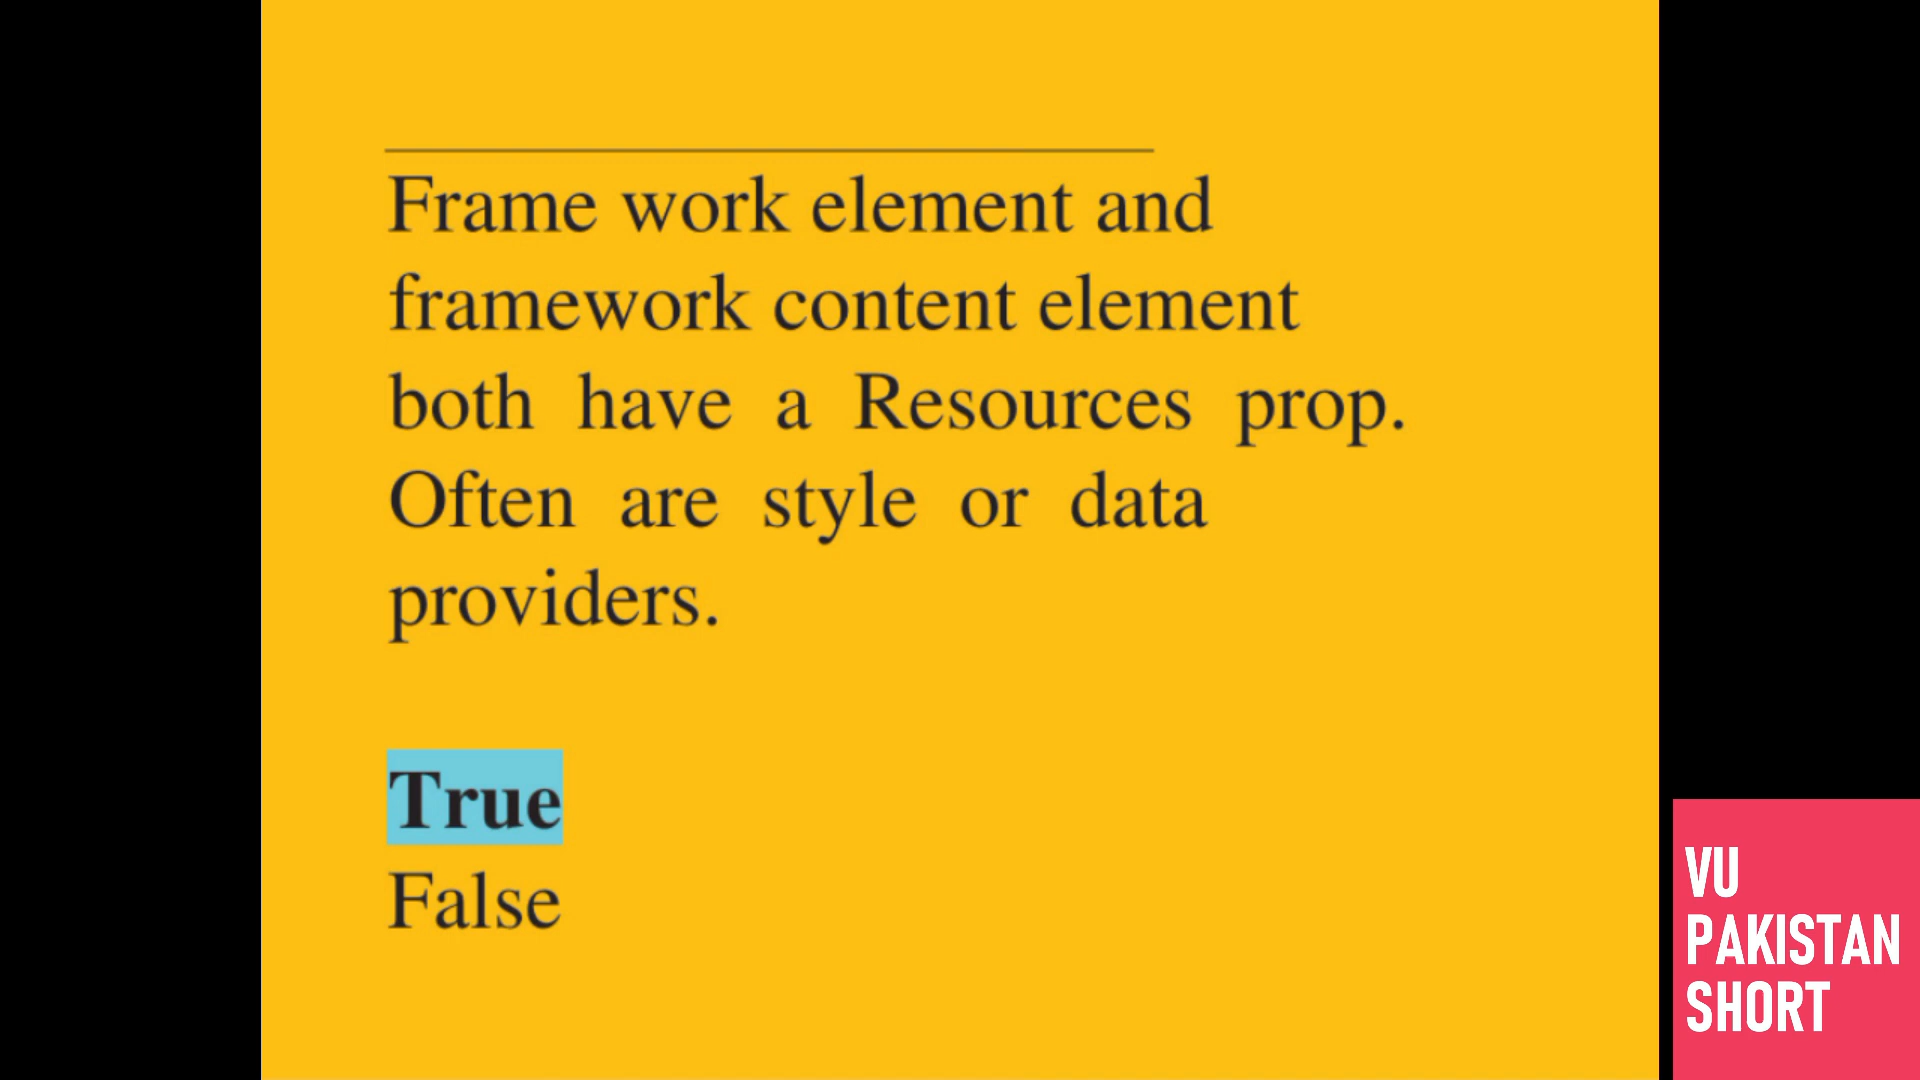 Frame work element and
framework content element
both have a Resources prop.
Often are style or data
providers.
True
False
VU
PAKISTAN
SHORT